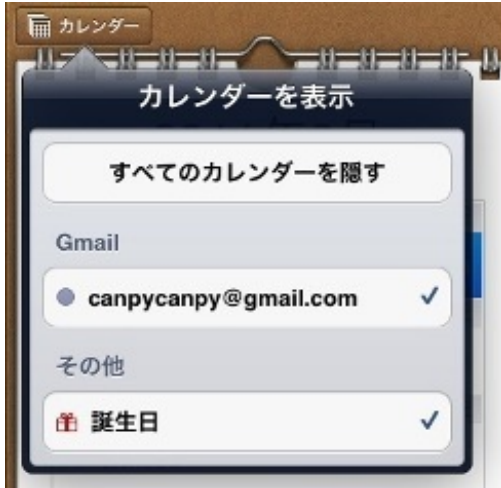 カレンダー
カレンダーを表示
すべてのカレンダーを隠す
Gmail
canpycanpy@gmail.com
その他
誕生日